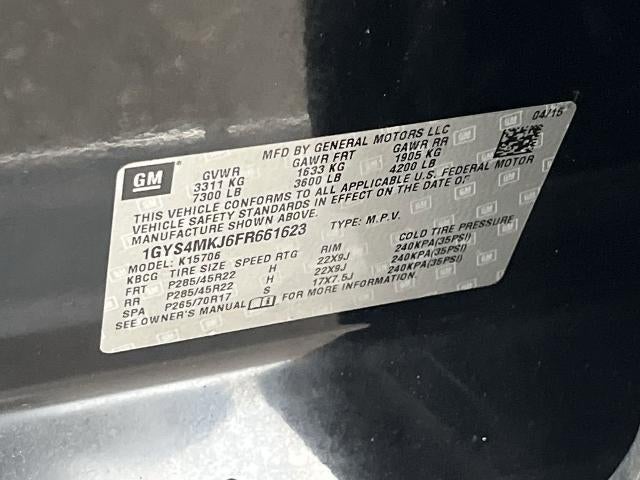 04/15
MFD BY GENERAL MOTORS LLC
GM
GVWR GAWR FRT GAWR RR
3311 KG 1633 KG 1905 KG
7300 LB 3600 LB 4200 LB
THIS VEHICLE CONFORMS TO ALL APPLICABLE U.S. FEDERAL MOTOR
VEHICLE SAFETY STANDARDS IN EFFECT ON THE DATE OF
MANUFACTURE SHOWN ABOVE.
1GYS4MKJ6FR661623 TYPE: M.P.V.
MODEL: K15706
KBCG TIRE SIZE SPEED RTG RIM COLD TIRE PRESSURE
FRT P285/45R22 H 22X9J 240KPA(35PSI)
RR P285/45R22 H 22X9J 240KPA(35PSI)
SPA P265/70R17 S 17X7.5J 240KPA(35PSI)
SEE OWNER'S MANUAL FOR MORE INFORMATION.